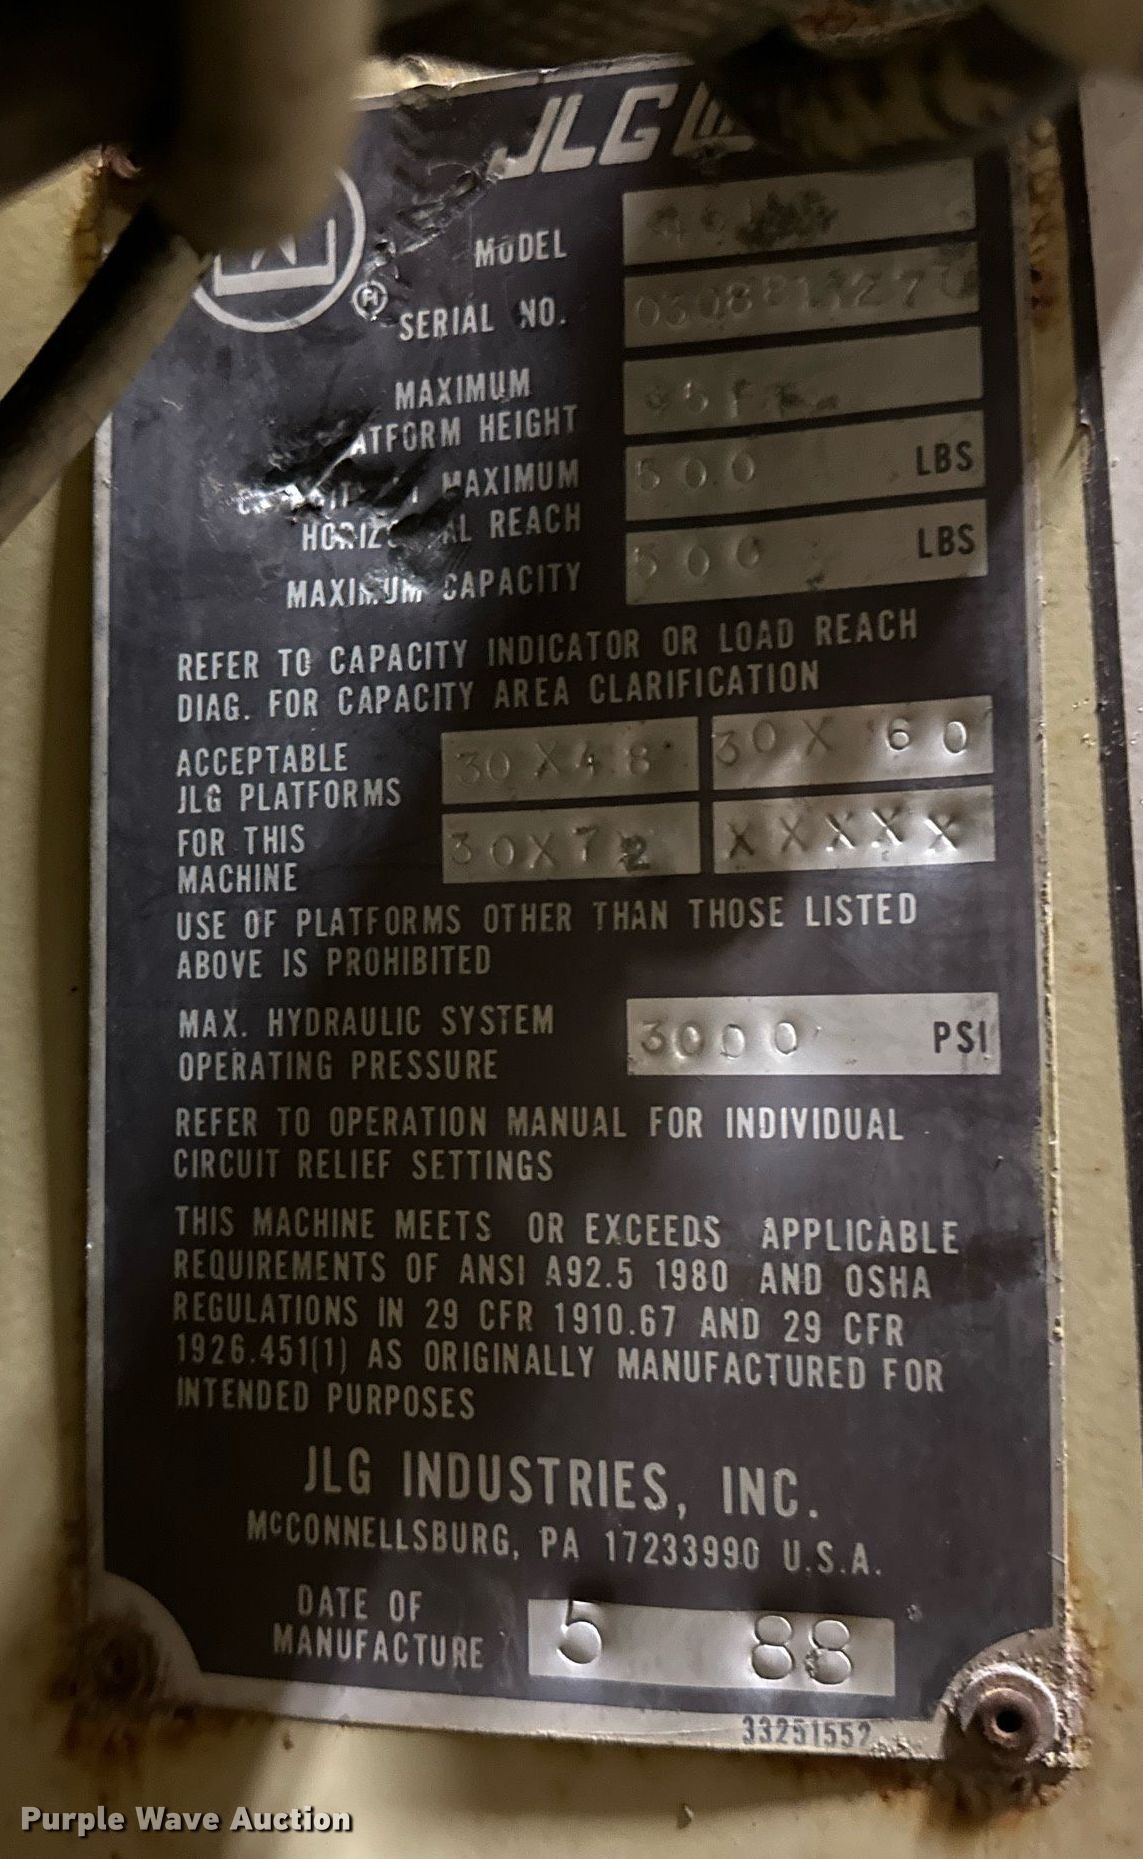 JLG
MODEL
SERIAL NO.
MAXIMUM
HEIGHT
MAXIMUM
REACH
500 LBS
MAXIMUM CAPACITY 500 LBS
REFER TO CAPACITY INDICATOR OR LOAD REACH
DIAG. FOR CAPACITY AREA CLARIFICATION
ACCEPTABLE
JLG PLATFORMS
FOR THIS
MACHINE
30X48 30X 60
30X72 XXXXX
USE OF PLATFORMS OTHER THAN THOSE LISTED
ABOVE IS PROHIBITED
MAX. HYDRAULIC SYSTEM
OPERATING PRESSURE
3000 PSI
REFER TO OPERATION MANUAL FOR INDIVIDUAL
CIRCUIT RELIEF SETTINGS
THIS MACHINE MEETS OR EXCEEDS APPLICABLE
REQUIREMENTS OF ANSI A92.5 1980 AND OSHA
REGULATIONS IN 29 CFR 1910.67 AND 29 CFR
1926.451(1) AS ORIGINALLY MANUFACTURED FOR
INTENDED PURPOSES
JLG INDUSTRIES, INC.
McCONNELLSBURG, PA 17233990 U.S.A.
DATE OF
MANUFACTURE
5 88
33251552
Purple Wave Auction